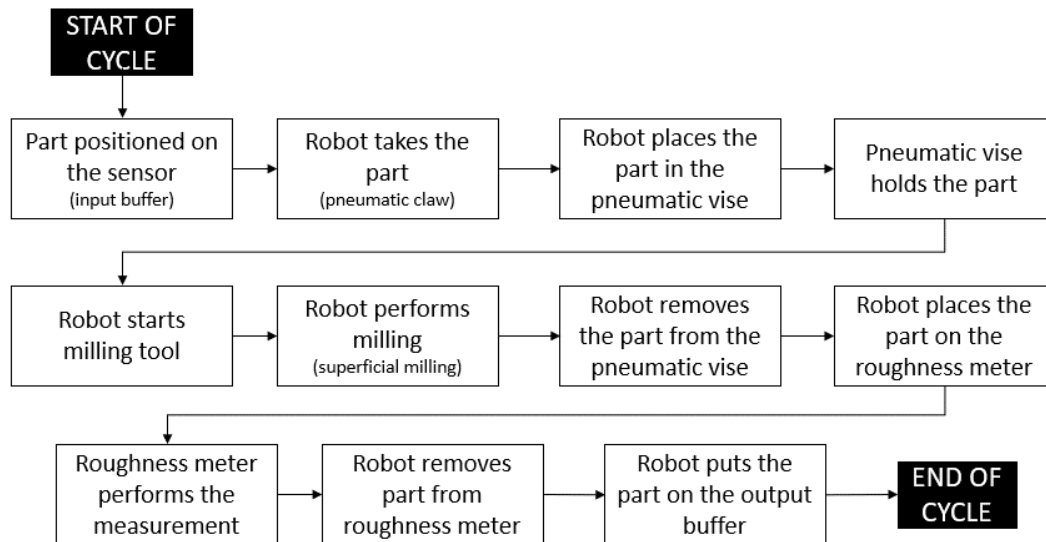 START OF
CYCLE
Part positioned on
the sensor
(input buffer)
Robot takes the
part
(pneumatic claw)
Robot places the
part in the
pneumatic vise
Pneumatic vise
holds the part
Robot starts
milling tool
Robot performs
milling
(superficial milling)
Robot removes
the part from the
pneumatic vise
Robot places the
part on the
roughness meter
Roughness meter
performs the
measurement
Robot removes
part from
roughness meter
Robot puts the
part on the output
buffer
END OF
CYCLE